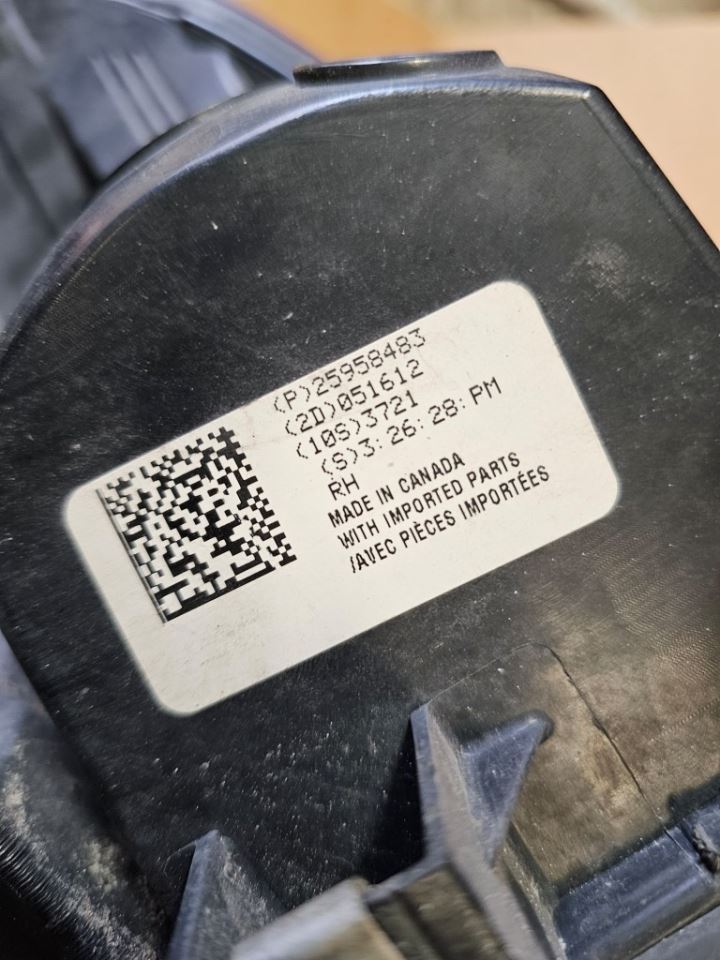 (P)25958483
(2D)051612
(10S)3721
(S)3:26:28:PM
RH
MADE IN CANADA
WITH IMPORTED PARTS
/AVEC PIÈCES IMPORTÉES